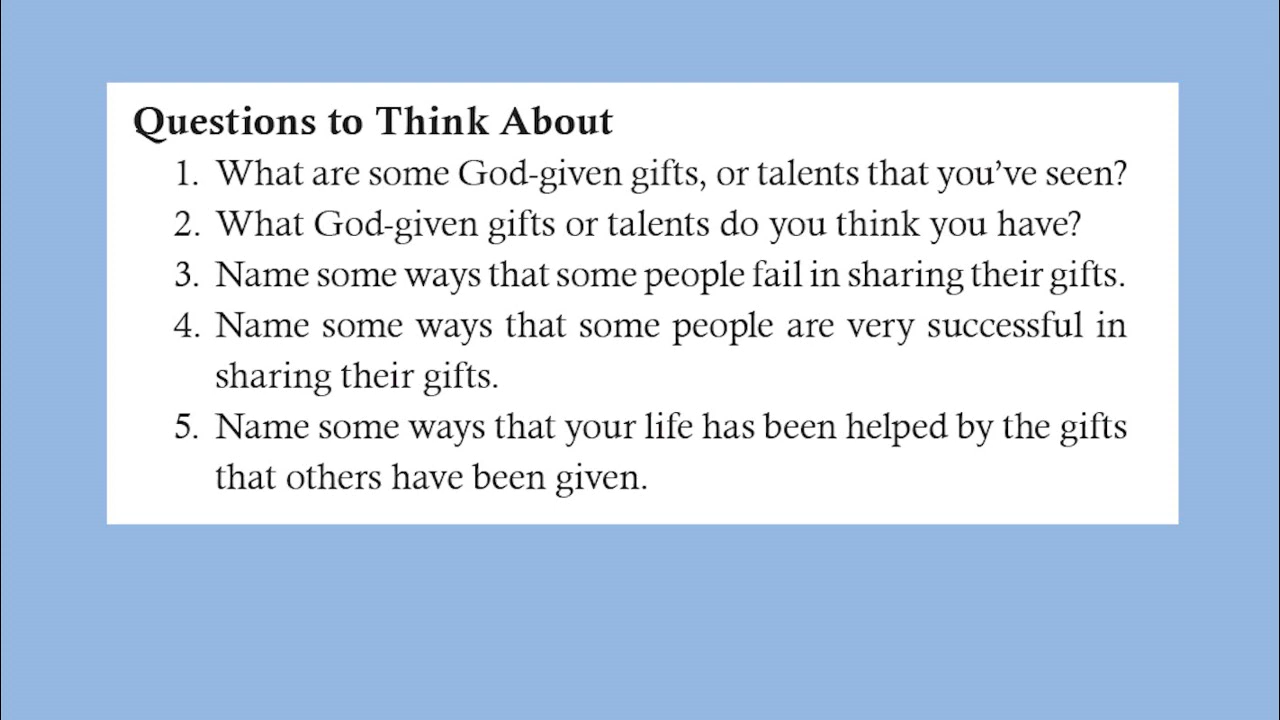 Questions to Think About
1. What are some God-given gifts, or talents that you’ve seen?
2. What God-given gifts or talents do you think you have?
3. Name some ways that some people fail in sharing their gifts.
4. Name some ways that some people are very successful in
sharing their gifts.
5. Name some ways that your life has been helped by the gifts
that others have been given.